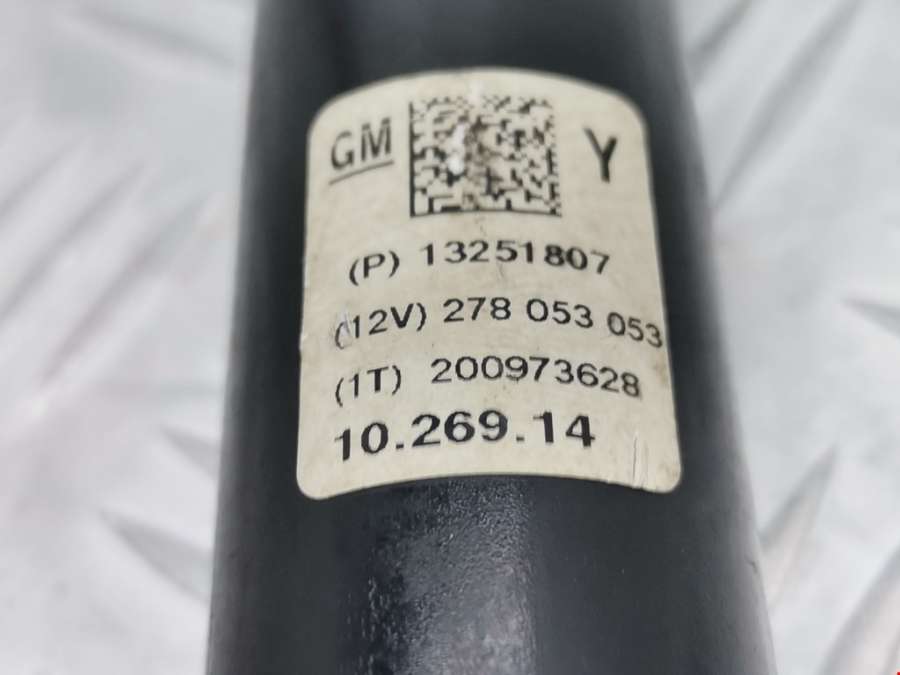 GM Y
(P) 13251807
(12V) 278 053 053
(1T) 200973628
10.269.14